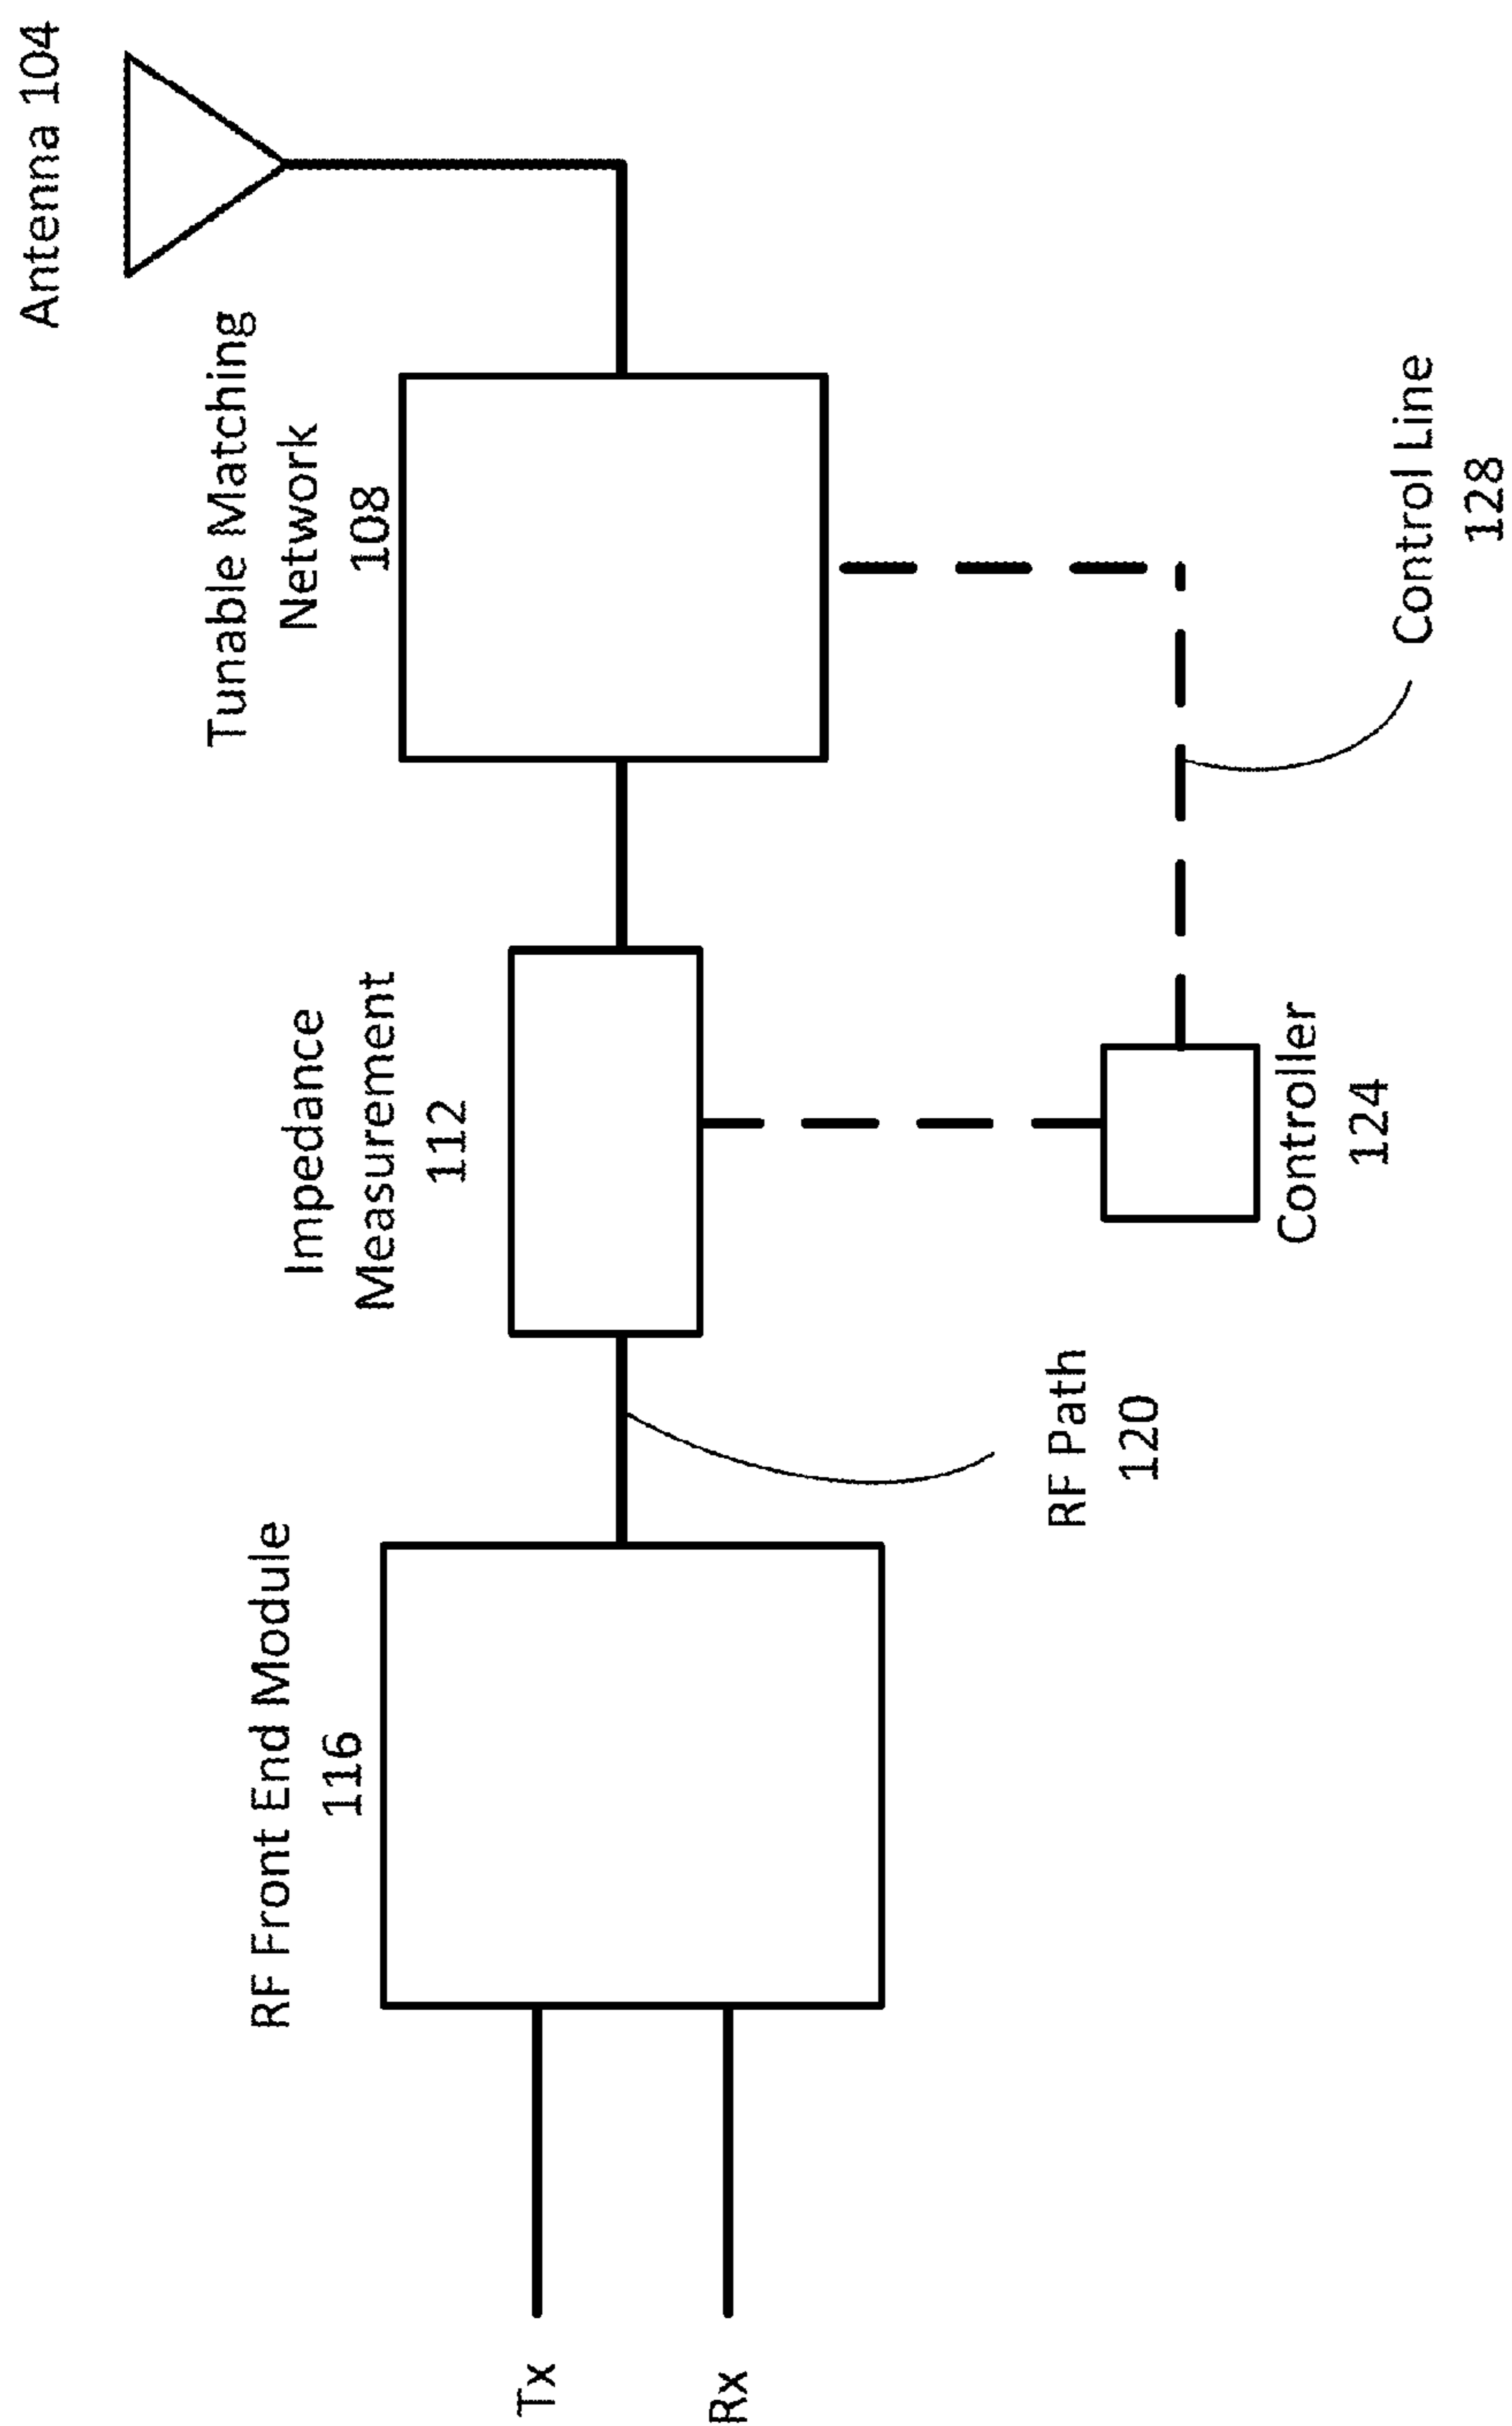 Antenna 104
Tunable Matching
Network
108
Impedance
Measurement
112
RF Front End Module
116
Tx
Rx
RF Path
120
Controller
124
Control Line
128